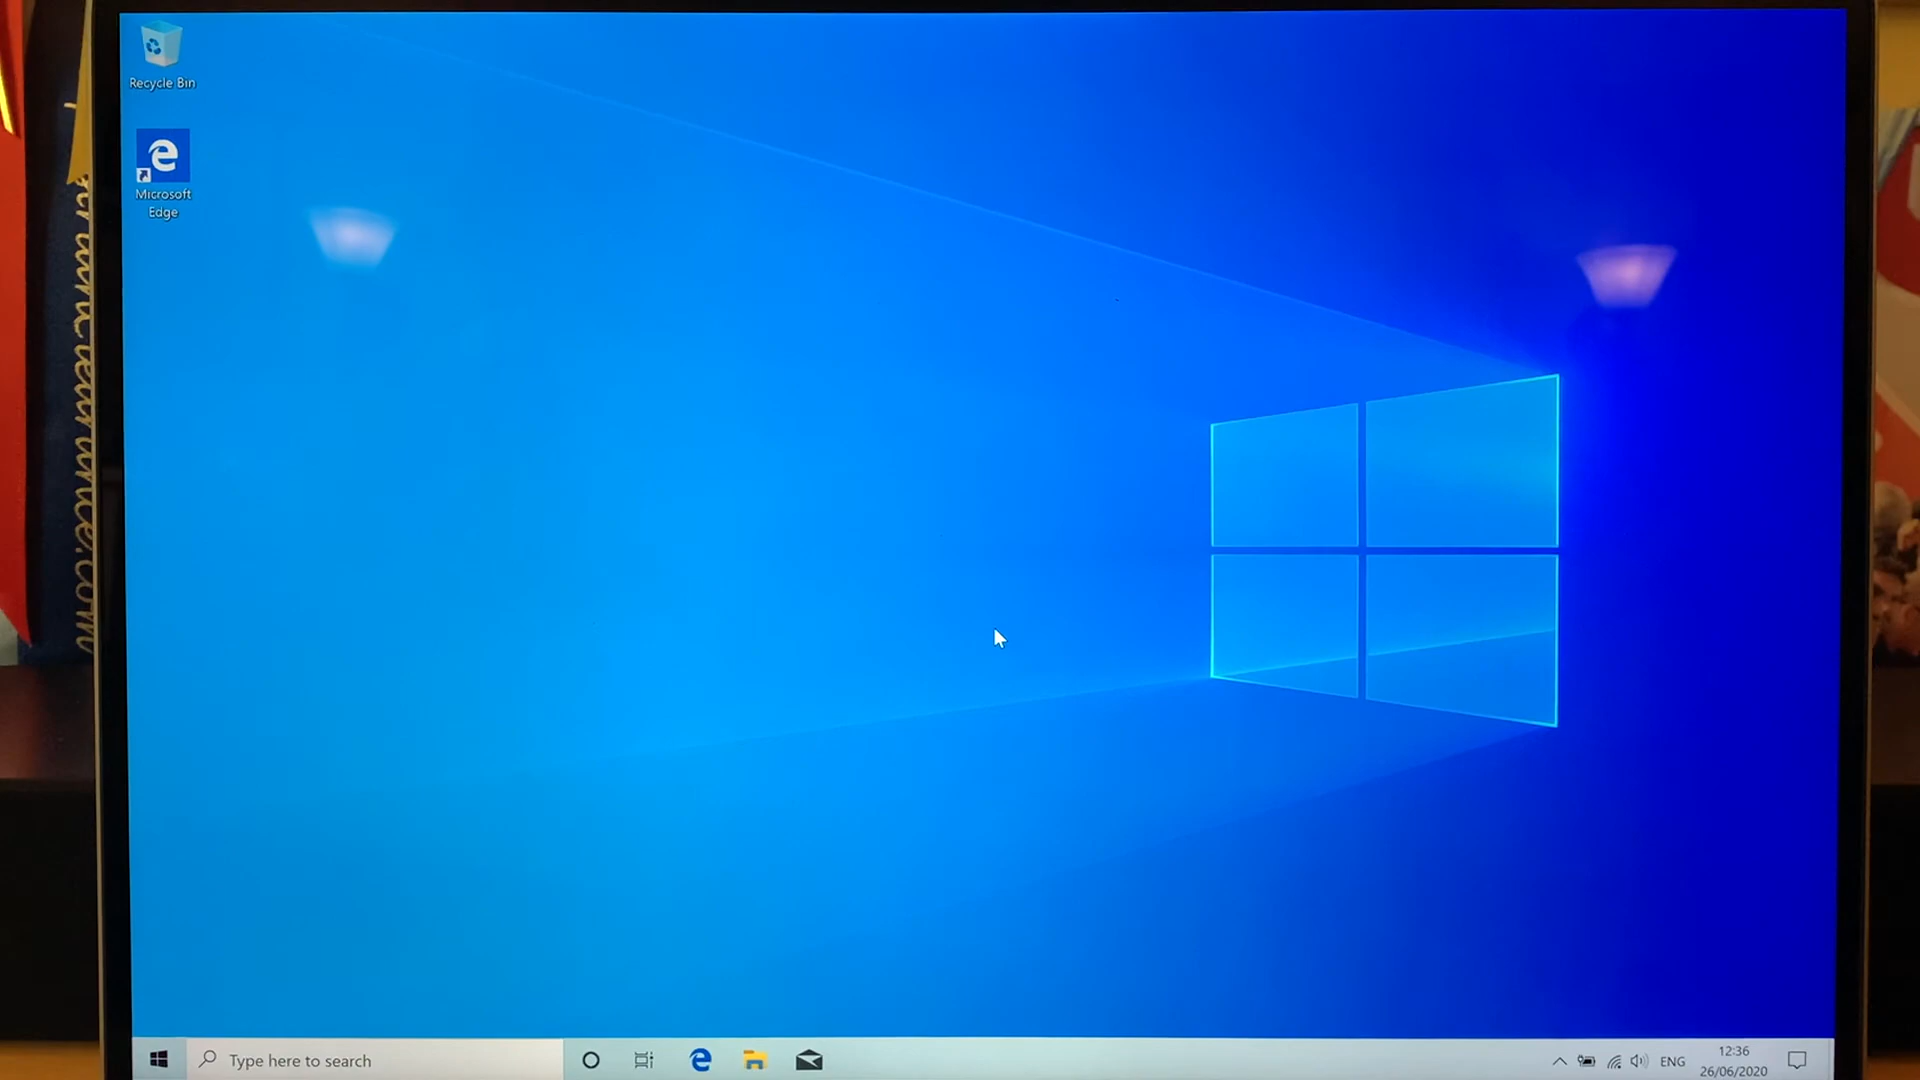 Recycle Bin
Microsoft
Edge
Type here to search
ENG
12:36
26/06/2020